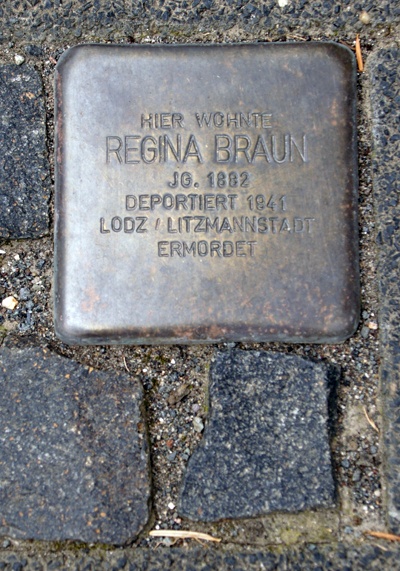 HIER WOHNTE
REGINA BRAUN
JG. 1882
DEPORTIERT 1941
LODZ / LITZMANNSTADT
ERMORDET